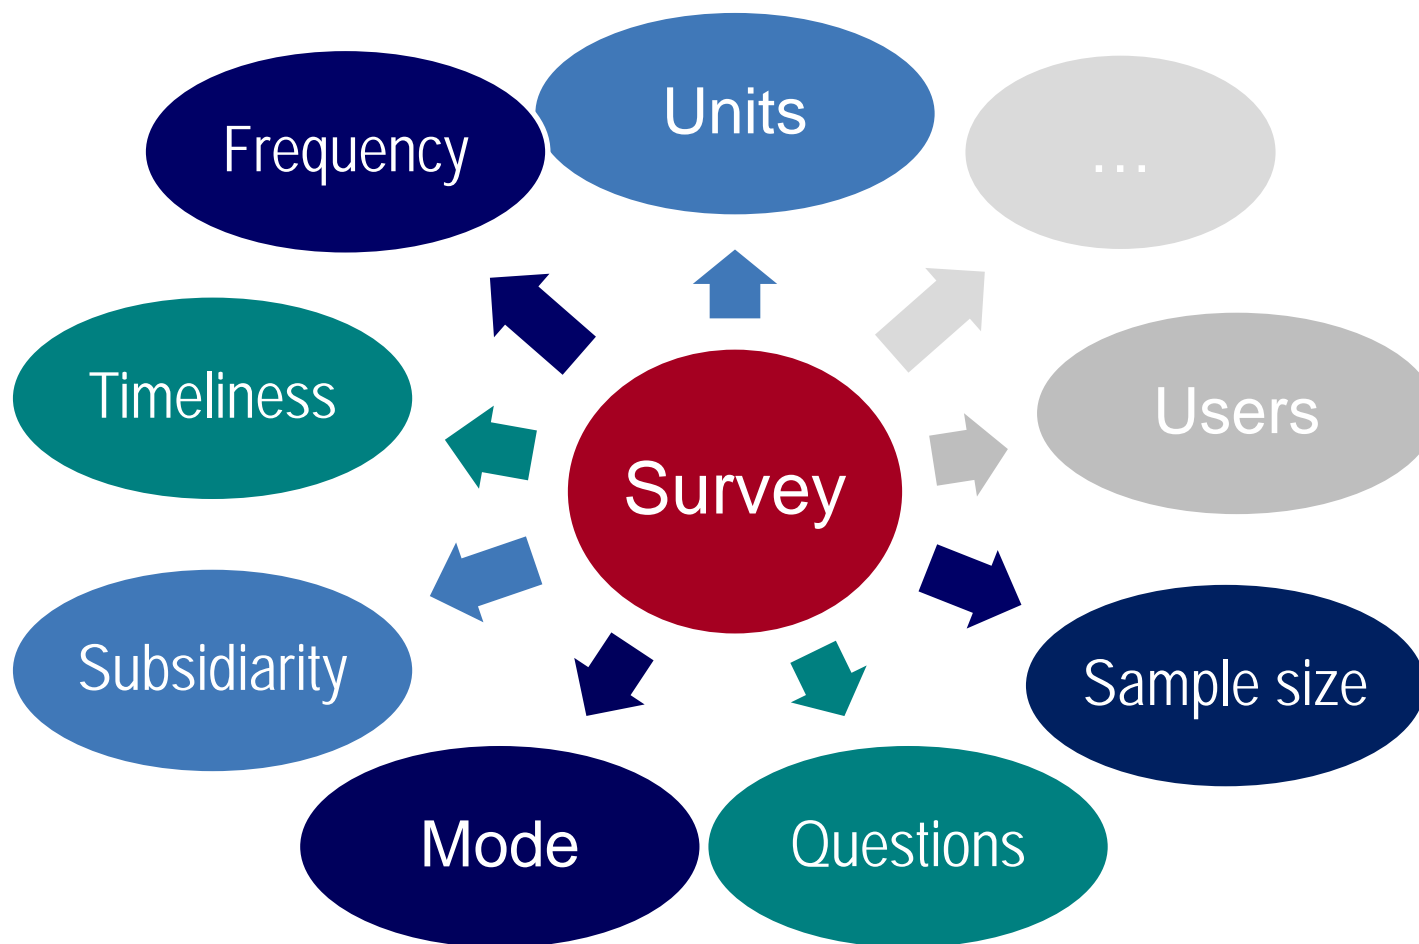 Units
Frequency
…
Timeliness
Users
Survey
Subsidiarity
Sample size
Mode
Questions